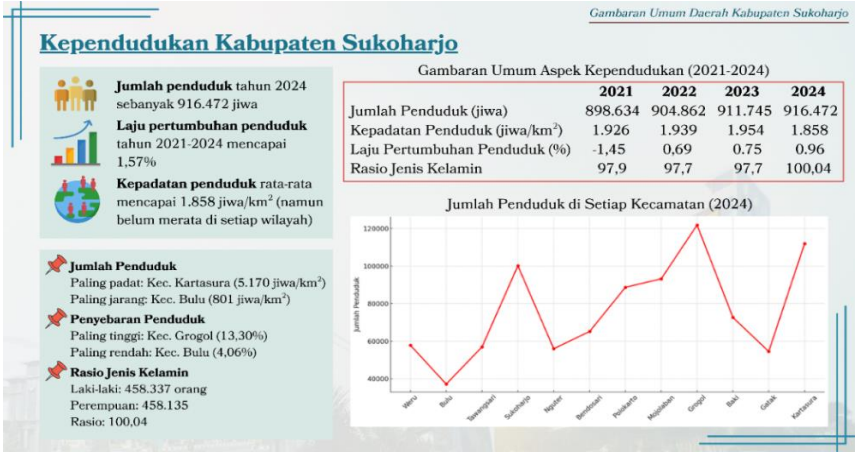 Gambaran Umum Daerah Kabupaten Sukoharjo
Kependudukan Kabupaten Sukoharjo
Jumlah penduduk tahun 2024
sebanyak 916.472 jiwa
Laju pertumbuhan penduduk
tahun 2021-2024 mencapai
1,57%
Kepadatan penduduk rata-rata
mencapai 1.858 jiwa/km² (namun
belum merata di setiap wilayah)
Jumlah Penduduk
Paling padat: Kec. Kartasura (5.170 jiwa/km²)
Paling jarang: Kec. Bulu (801 jiwa/km²)
Penyebaran Penduduk
Paling tinggi: Kec. Grogol (13,30%)
Paling rendah: Kec. Bulu (4,06%)
Rasio Jenis Kelamin
Laki-laki: 458.337 orang
Perempuan: 458.135
Rasio: 100,04
Gambaran Umum Aspek Kependudukan (2021-2024)
2021 2022 2023 2024
Jumlah Penduduk (jiwa) 898.634 904.862 911.745 916.472
Kepadatan Penduduk (jiwa/km²) 1.926 1.939 1.954 1.858
Laju Pertumbuhan Penduduk (%) -1,45 0,69 0.75 0.96
Rasio Jenis Kelamin 97,9 97,7 97,7 100,04
Jumlah Penduduk di Setiap Kecamatan (2024)
Jumlah Penduduk
120000
100000
80000
60000
40000
Weru Bulu Tawangsari Sukoharjo Nguter Bendosari Polokarto Mojolaban Grogol Baki Gatak Kartasura